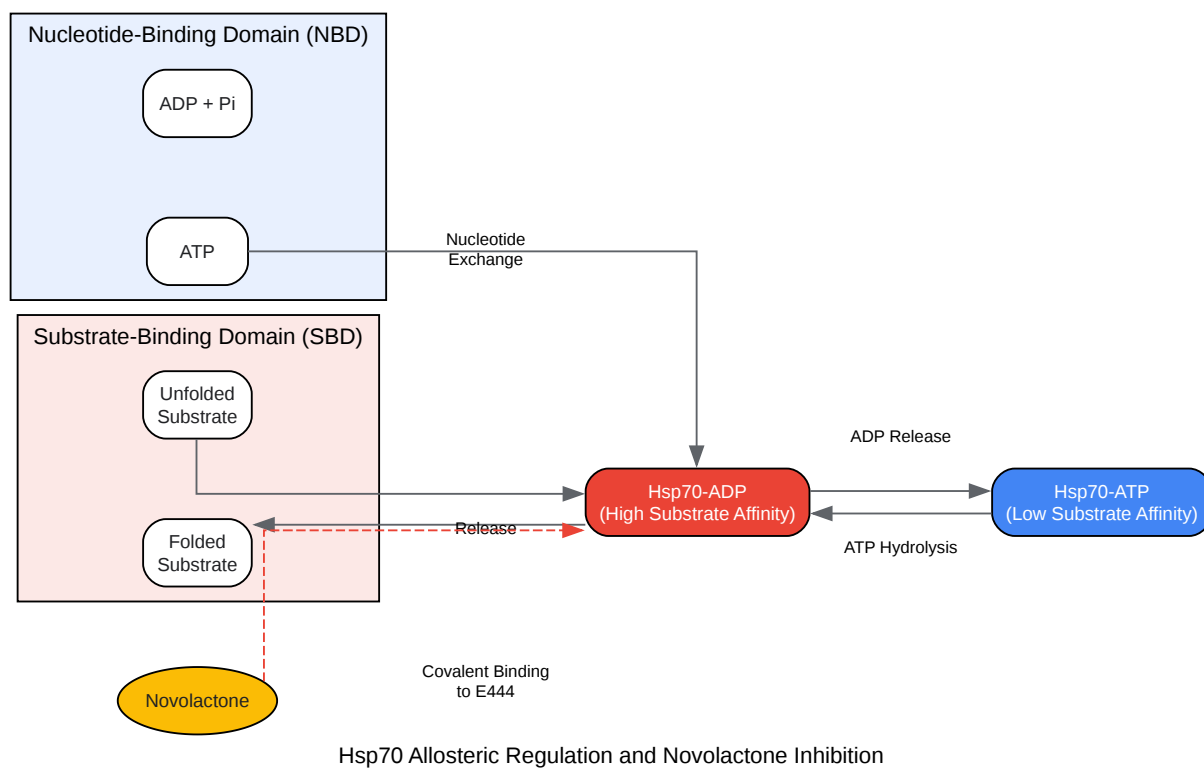 Nucleotide-Binding Domain (NBD)
ADP + Pi
ATP
Nucleotide
Exchange
Substrate-Binding Domain (SBD)
Unfolded
Substrate
Folded
Substrate
Release
Hsp70-ADP
(High Substrate Affinity)
ADP Release
ATP Hydrolysis
Hsp70-ATP
(Low Substrate Affinity)
Novolactone
Covalent Binding
to E444
Hsp70 Allosteric Regulation and Novolactone Inhibition